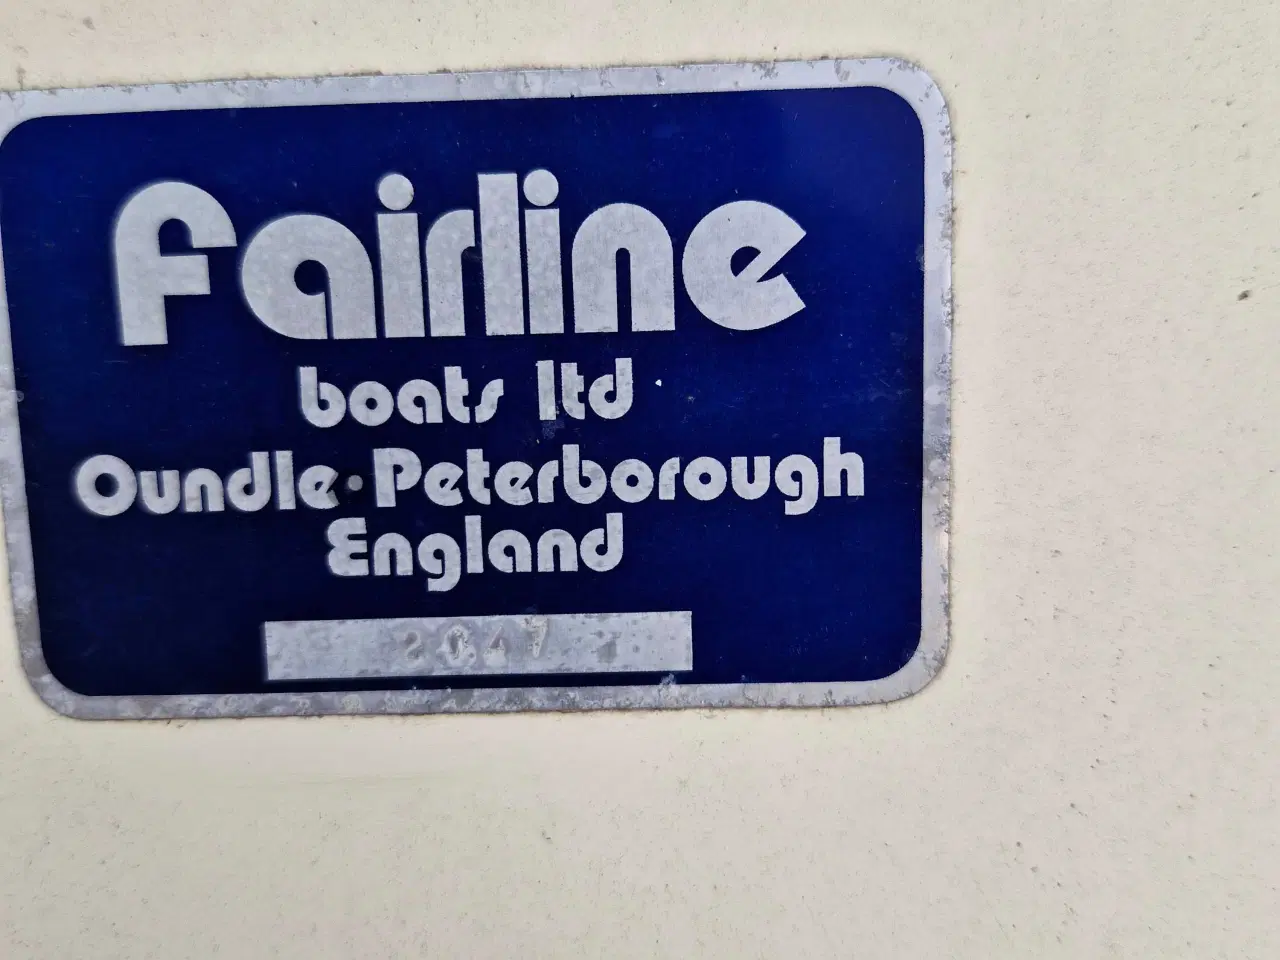 Fairline
boats ltd
Oundle·Peterborough
England